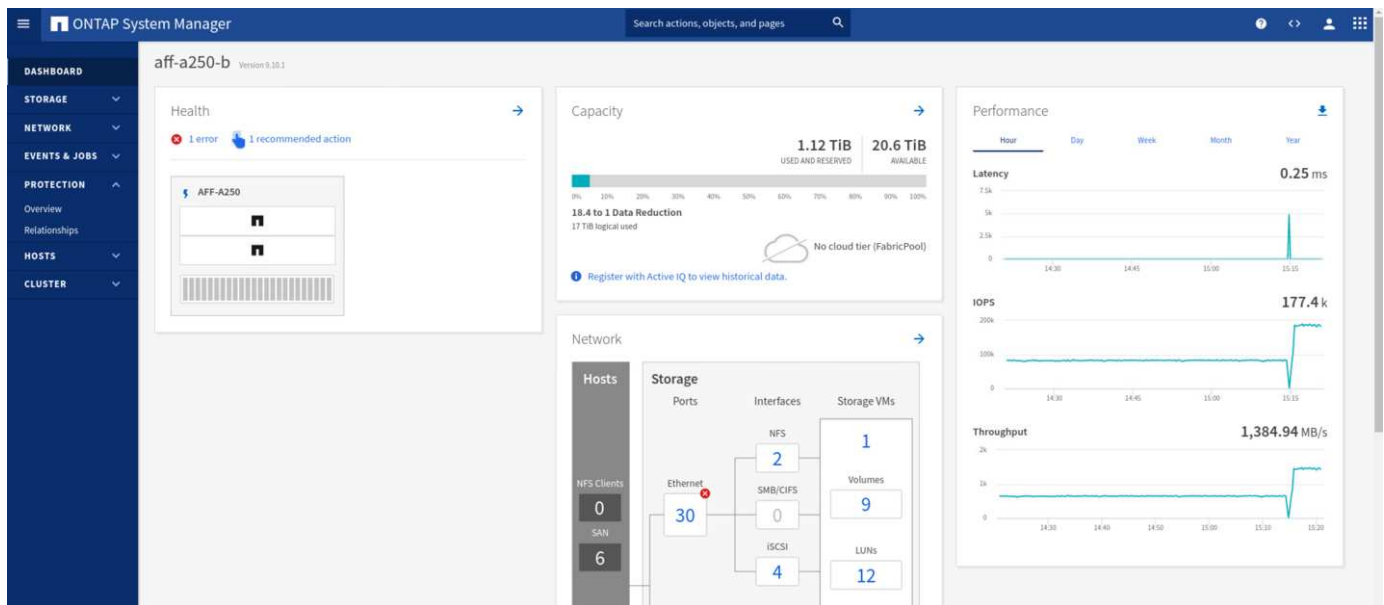 ONTAP System Manager
Search actions, objects, and pages
DASHBOARD
STORAGE
NETWORK
EVENTS & JOBS
PROTECTION
Overview
Relationships
HOSTS
CLUSTER
aff-a250-b Version 9.10.1
Health
1 error 1 recommended action
AFF-A250
Capacity
1.12 TiB 20.6 TiB
USED AND RESERVED AVAILABLE
0% 10% 20% 30% 40% 50% 60% 70% 80% 90% 100%
18.4 to 1 Data Reduction
17 TiB logical used
No cloud tier (FabricPool)
Register with Active IQ to view historical data.
Network
Hosts
Storage
Ports Interfaces Storage VMs
NFS
2
1
NFS Clients
0
Ethernet
30
SMB/CIFS
0
Volumes
9
SAN
6
iSCSI
4
LUNs
12
Performance
Hour Day Week Month Year
Latency 0.25 ms
7.5k
5k
2.5k
0
14:30 14:45 15:00 15:15
IOPS 177.4 k
200k
100k
0
14:30 14:45 15:00 15:15
Throughput 1,384.94 MB/s
2k
1k
0
14:30 14:40 14:50 15:00 15:10 15:20